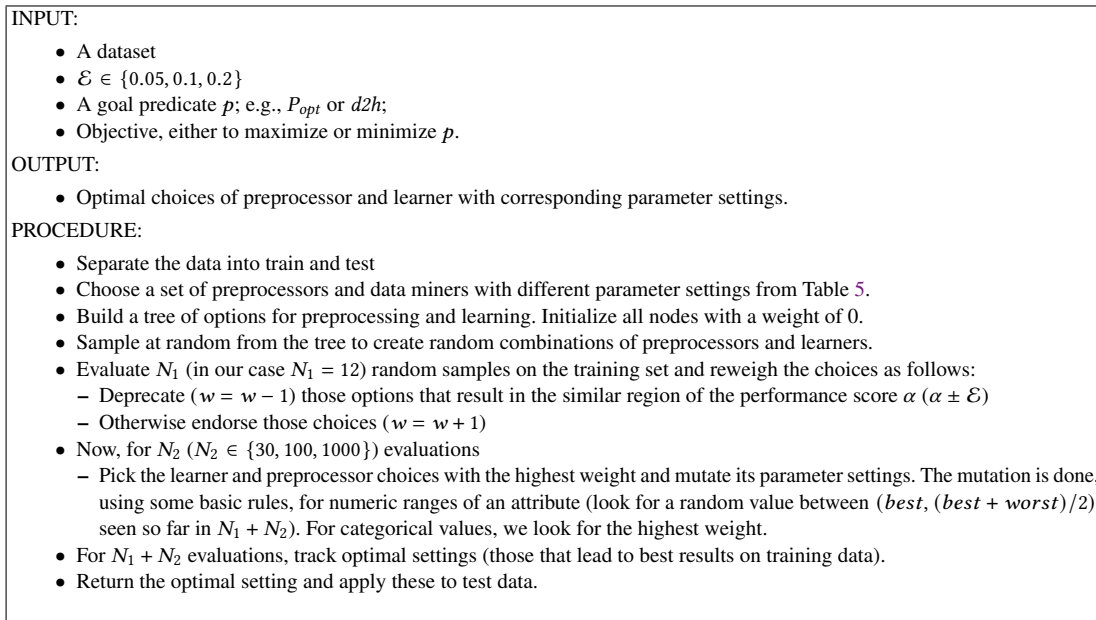 INPUT:
• A dataset
• ℰ ∈ {0.05, 0.1, 0.2}
• A goal predicate p; e.g., P_opt or d2h;
• Objective, either to maximize or minimize p.
OUTPUT:
• Optimal choices of preprocessor and learner with corresponding parameter settings.
PROCEDURE:
• Separate the data into train and test
• Choose a set of preprocessors and data miners with different parameter settings from Table 5.
• Build a tree of options for preprocessing and learning. Initialize all nodes with a weight of 0.
• Sample at random from the tree to create random combinations of preprocessors and learners.
• Evaluate N₁ (in our case N₁ = 12) random samples on the training set and reweigh the choices as follows:
– Deprecate (w = w − 1) those options that result in the similar region of the performance score α (α ± ℰ)
– Otherwise endorse those choices (w = w + 1)
• Now, for N₂ (N₂ ∈ {30, 100, 1000}) evaluations
– Pick the learner and preprocessor choices with the highest weight and mutate its parameter settings. The mutation is done,
using some basic rules, for numeric ranges of an attribute (look for a random value between (best, (best + worst)/2)
seen so far in N₁ + N₂). For categorical values, we look for the highest weight.
• For N₁ + N₂ evaluations, track optimal settings (those that lead to best results on training data).
• Return the optimal setting and apply these to test data.